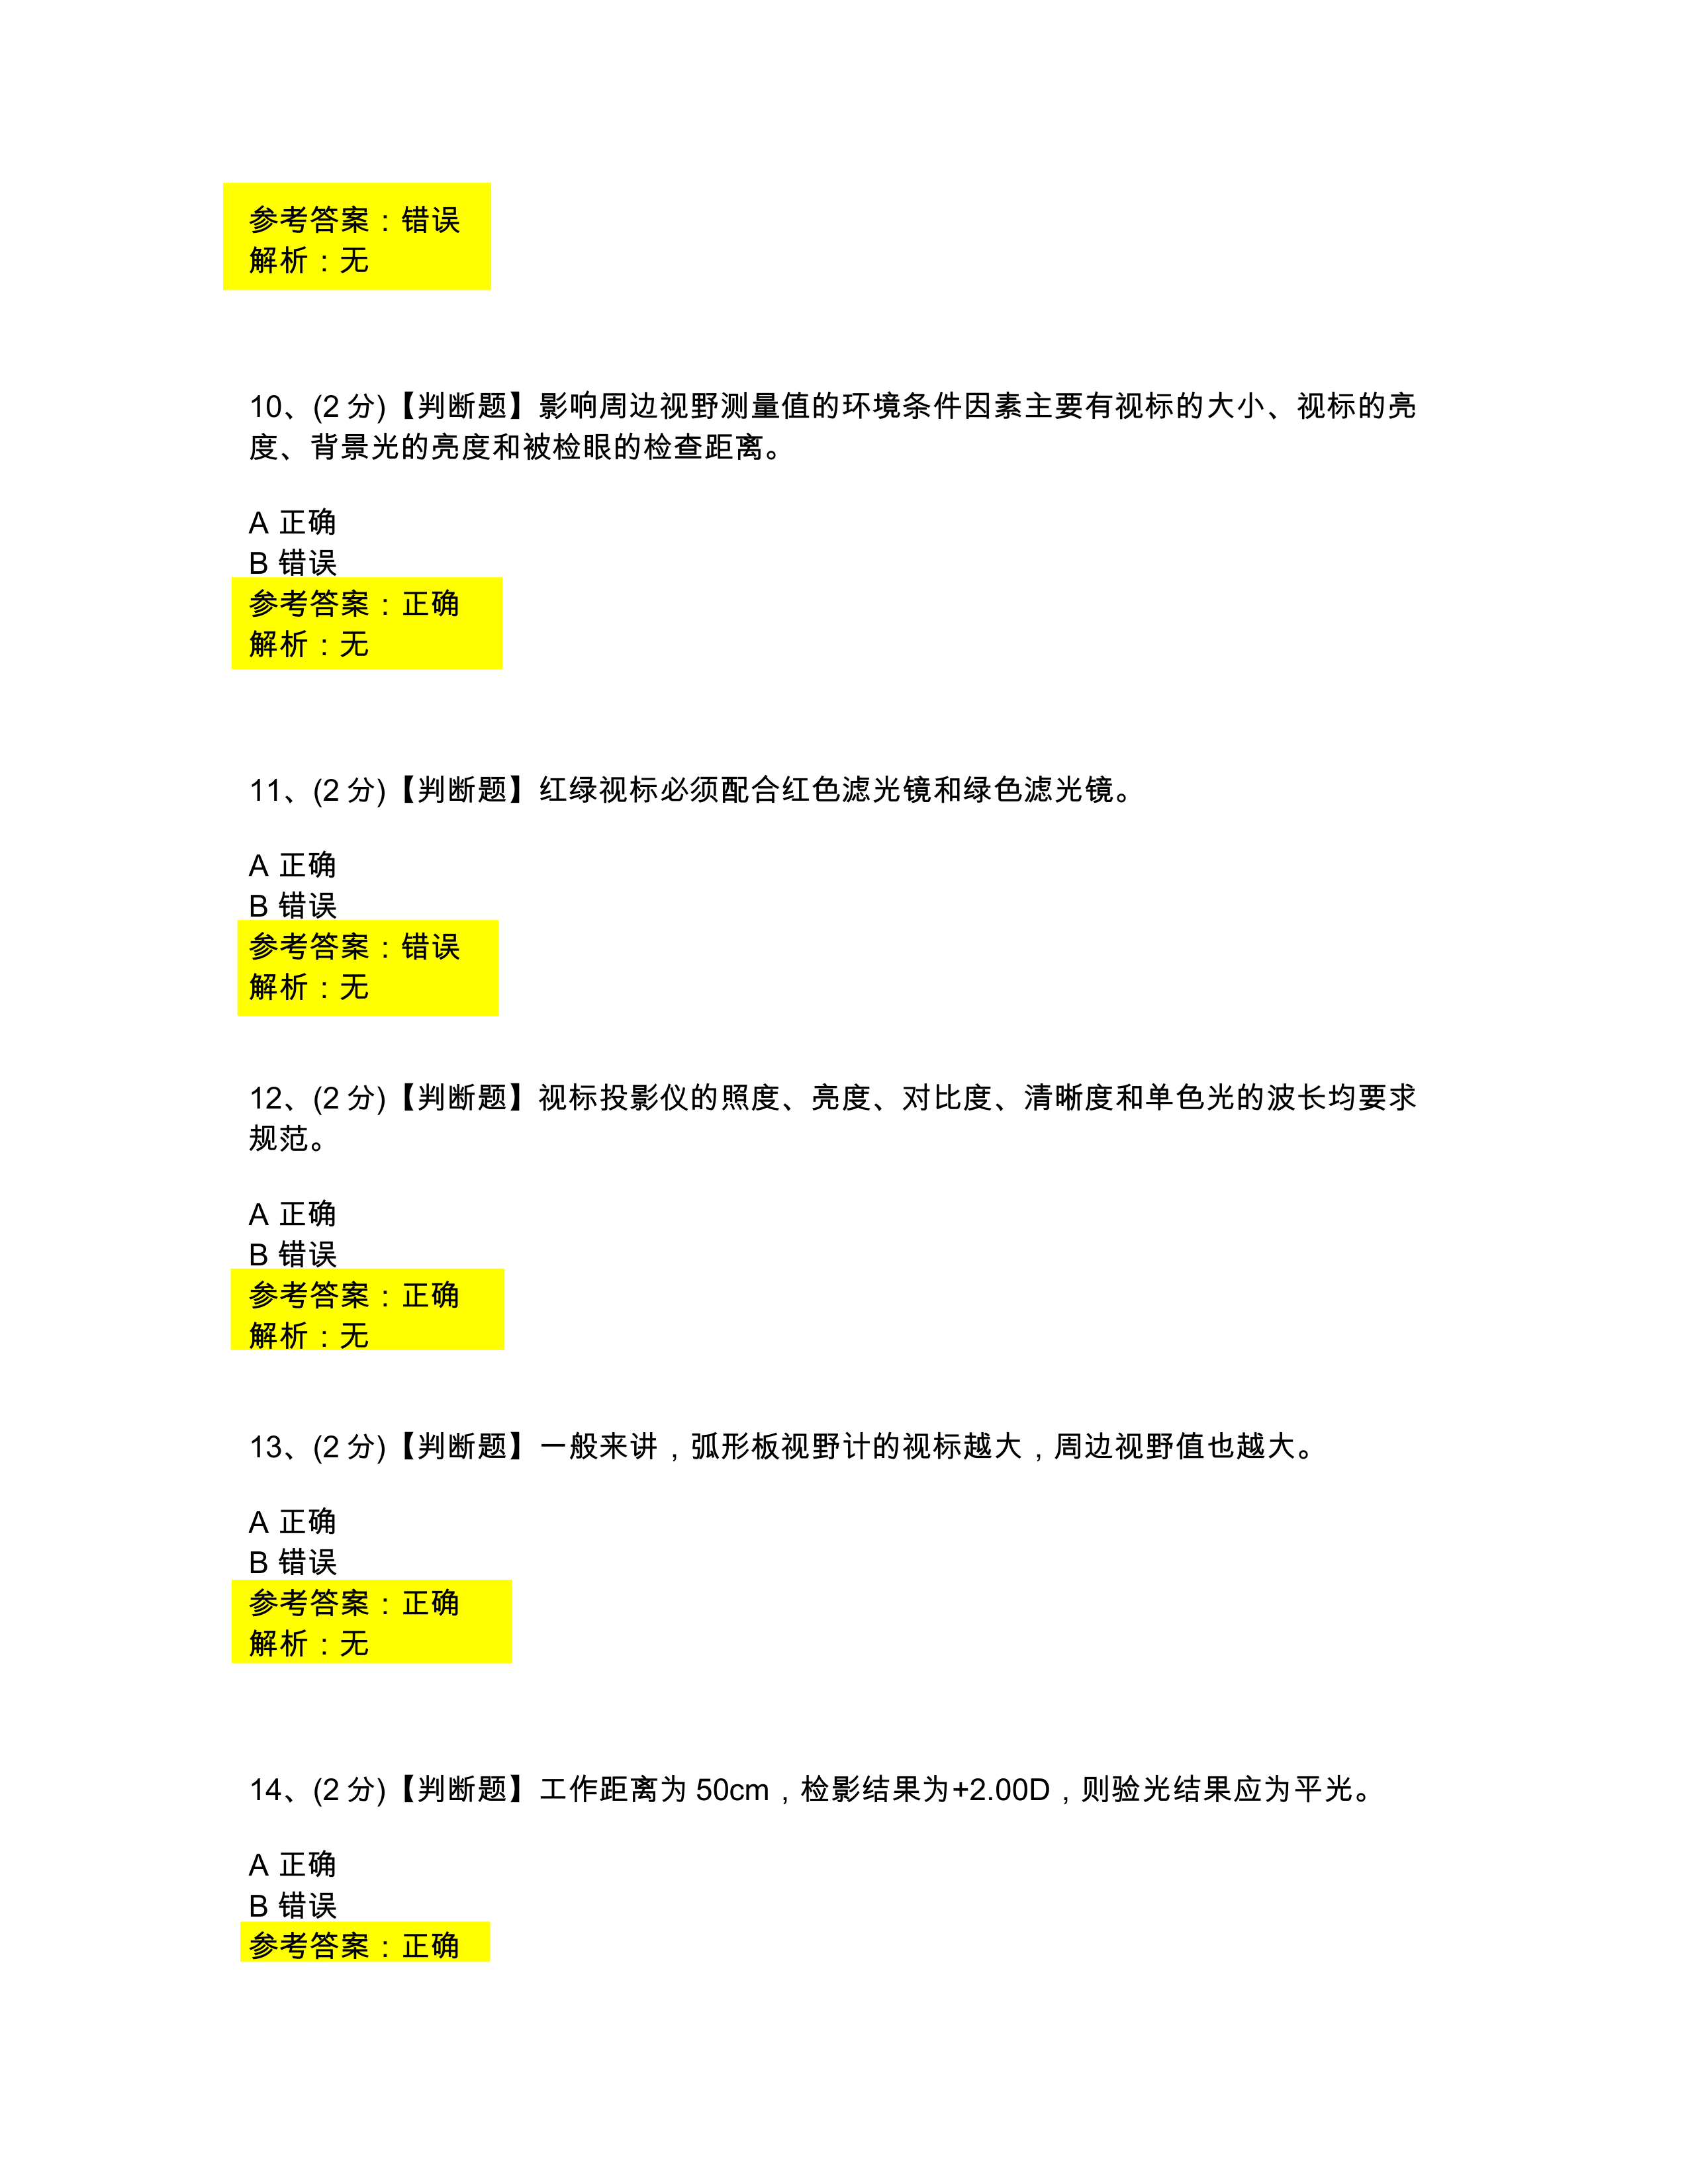 参考答案：错误
解析：无
10、(2 分)【判断题】影响周边视野测量值的环境条件因素主要有视标的大小、视标的亮
度、背景光的亮度和被检眼的检查距离。
A 正确
B 错误
参考答案：正确
解析：无
11、(2 分)【判断题】红绿视标必须配合红色滤光镜和绿色滤光镜。
A 正确
B 错误
参考答案：错误
解析：无
12、(2 分)【判断题】视标投影仪的照度、亮度、对比度、清晰度和单色光的波长均要求
规范。
A 正确
B 错误
参考答案：正确
解析：无
13、(2 分)【判断题】一般来讲，弧形板视野计的视标越大，周边视野值也越大。
A 正确
B 错误
参考答案：正确
解析：无
14、(2 分)【判断题】工作距离为 50cm，检影结果为+2.00D，则验光结果应为平光。
A 正确
B 错误
参考答案：正确